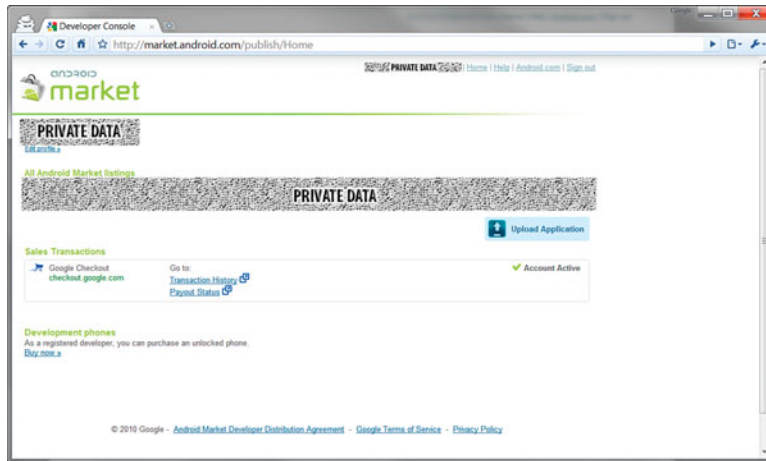 Developer Console
http://market.android.com/publish/Home
PRIVATE DATA | Home | Help | Android.com | Sign out
android
market
PRIVATE DATA
Edit profile »
All Android Market listings
PRIVATE DATA
Upload Application
Sales Transactions
Google Checkout Go to: Account Active
checkout.google.com Transaction History
Payout Status
Development phones
As a registered developer, you can purchase an unlocked phone.
Buy now »
© 2010 Google - Android Market Developer Distribution Agreement - Google Terms of Service - Privacy Policy